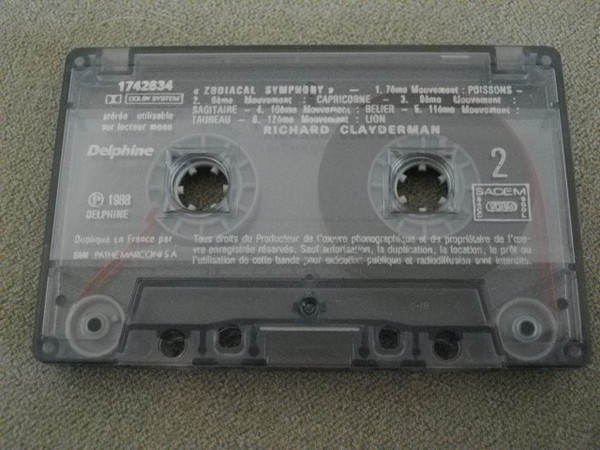 1742634
DOLBY SYSTEM
stéréo utilisable
sur lecteur mono
« ZODIACAL SYMPHONY » — 1. 7ème Mouvement : POISSONS –
2. 8ème Mouvement : CAPRICORNE – 3. 9ème Mouvement :
SAGITAIRE – 4. 10ème Mouvement : BELIER – 5. 11ème Mouvement :
TAUREAU – 6. 12ème Mouvement : LION
RICHARD CLAYDERMAN
Delphine
2
Ⓟ 1988
DELPHINE
SACEM
Dupliqué en France par
EMI PATHE MARCONI S A
Tous droits du Producteur de l'œuvre phonographique et du propriétaire de l'œu-
vre enregistrée réservés. Sauf autorisation, la duplication, la location, le prêt ou
l'utilisation de cette bande pour exécution publique et radiodiffusion sont interdits.